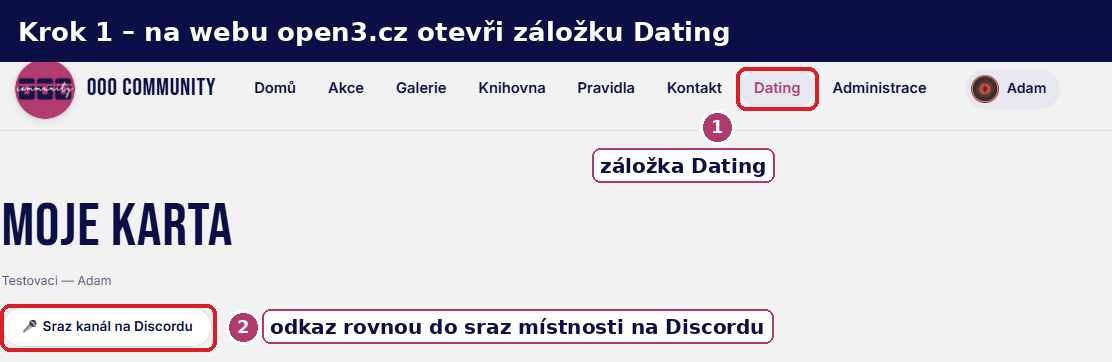 Krok 1 – na webu open3.cz otevři záložku Dating
OOO community
OOO COMMUNITY Domů Akce Galerie Knihovna Pravidla Kontakt Dating Administrace Adam
1
záložka Dating
MOJE KARTA
Testovaci — Adam
Sraz kanál na Discordu 2 odkaz rovnou do sraz místnosti na Discordu